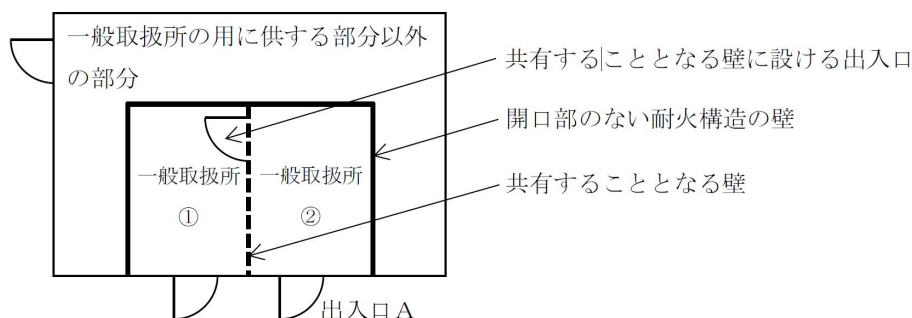 一般取扱所の用に供する部分以外
の部分
共有することとなる壁に設ける出入口
開口部のない耐火構造の壁
一般取扱所
①
一般取扱所
②
共有することとなる壁
出入口A